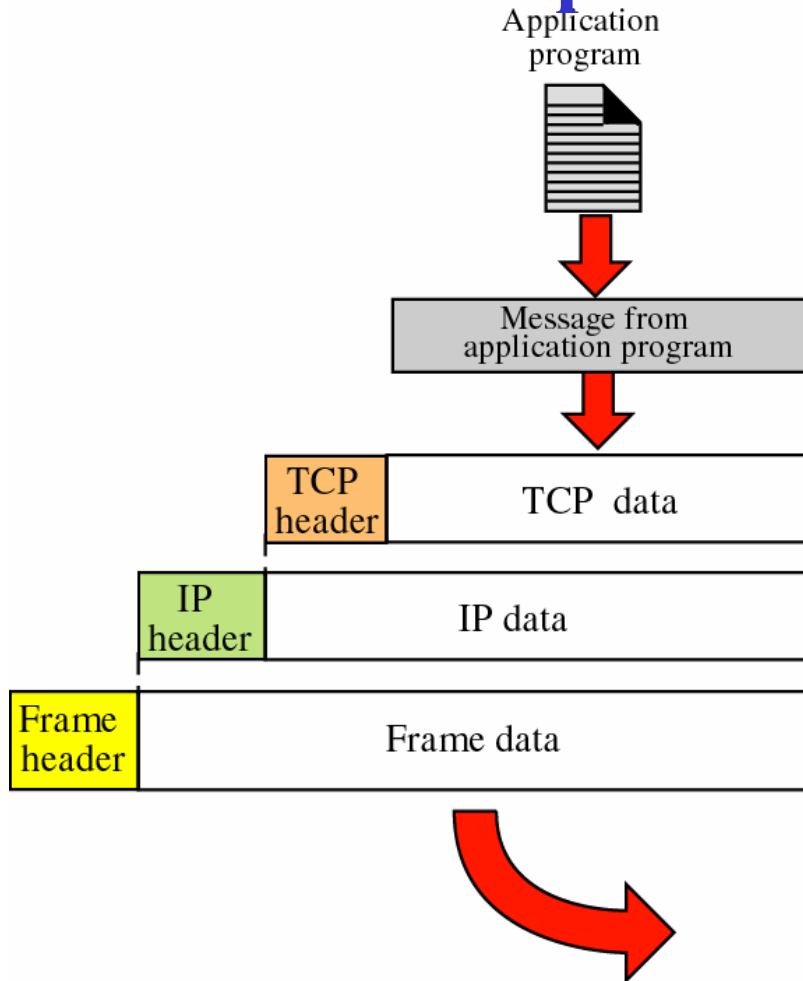 Application
program
Message from
application program
TCP
header
TCP data
IP
header
IP data
Frame
header
Frame data